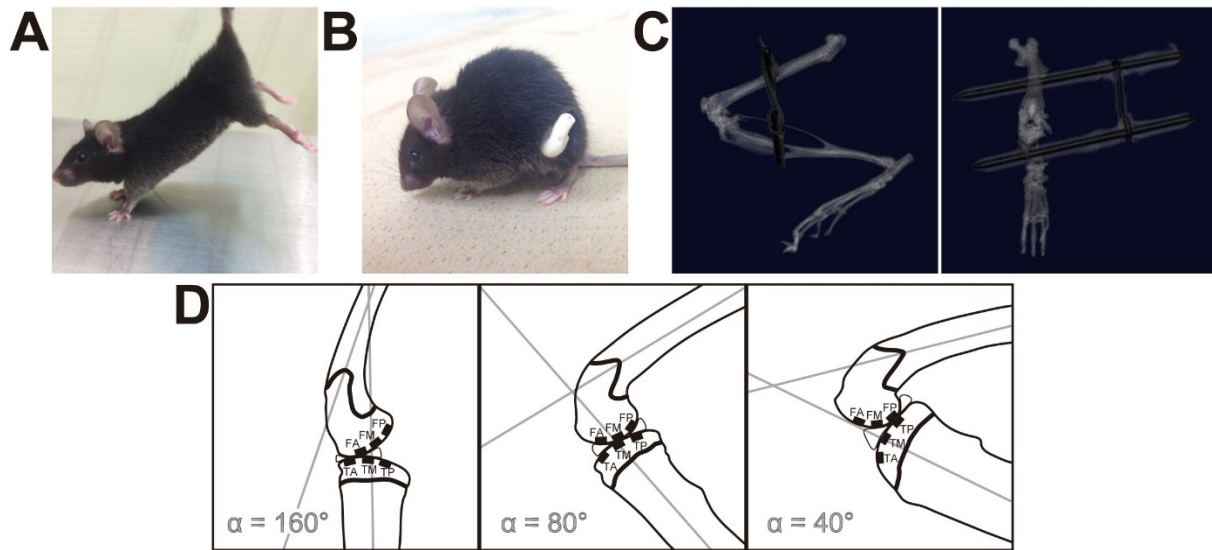 A
B
C
D
FP
FM
FA
TA TM TP
α = 160°
FP
FA FM
TM TP
TA
α = 80°
FP
FA FM
TP
TM
TA
α = 40°